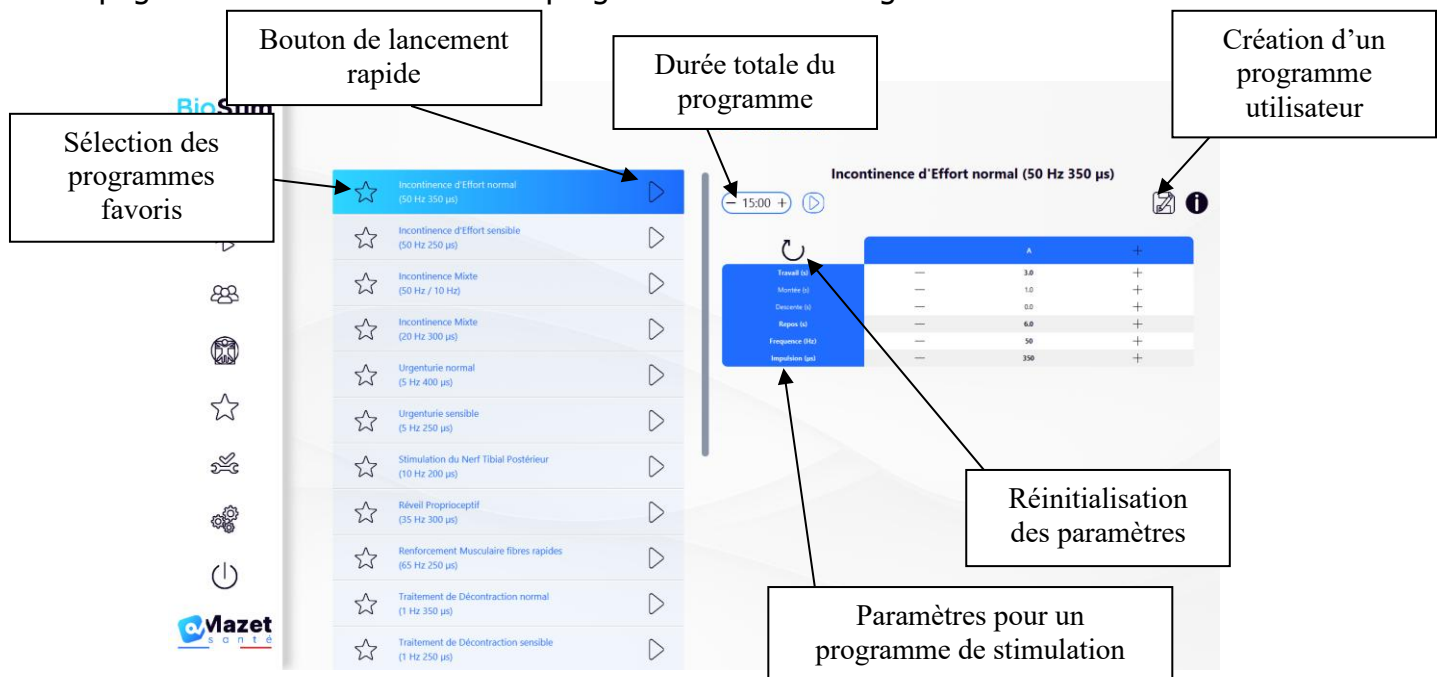 Bouton de lancement
rapide
Durée totale du
programme
Création d'un
programme
utilisateur
Sélection des
programmes
favoris
Incontinence d'Effort normal
(50 Hz 350 µs)
Incontinence d'Effort sensible
(50 Hz 250 µs)
Incontinence Mixte
(50 Hz / 10 Hz)
Incontinence Mixte
(20 Hz 300 µs)
Urgenturie normal
(5 Hz 400 µs)
Urgenturie sensible
(5 Hz 250 µs)
Stimulation du Nerf Tibial Postérieur
(10 Hz 200 µs)
Réveil Proprioceptif
(35 Hz 300 µs)
Renforcement Musculaire fibres rapides
(65 Hz 250 µs)
Traitement de Décontraction normal
(1 Hz 350 µs)
Traitement de Décontraction sensible
(1 Hz 250 µs)
Mazet
santé
Incontinence d'Effort normal (50 Hz 350 µs)
− 15:00 +
A +
Travail (s) − 3.0 +
Montée (s) − 1.0 +
Descente (s) − 0.0 +
Repos (s) − 6.0 +
Frequence (Hz) − 50 +
Impulsion (µs) − 350 +
Réinitialisation
des paramètres
Paramètres pour un
programme de stimulation